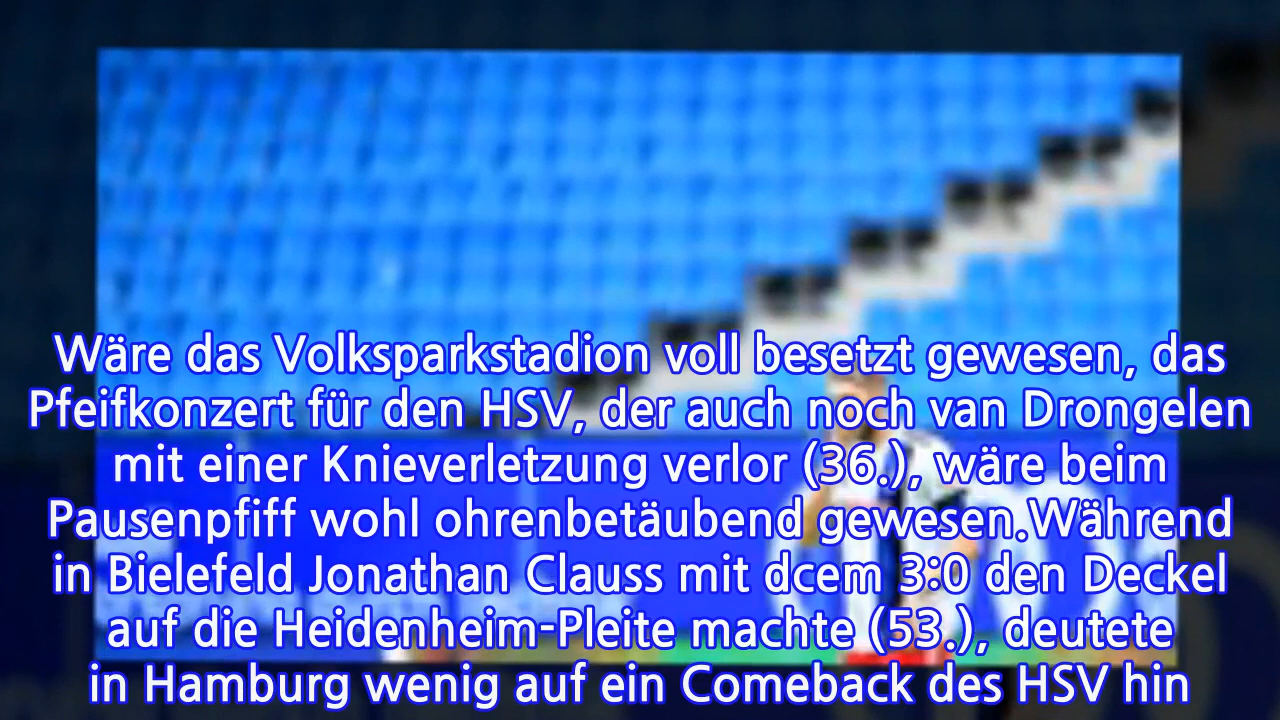 Wäre das Volksparkstadion voll besetzt gewesen, das
Pfeifkonzert für den HSV, der auch noch van Drongelen
mit einer Knieverletzung verlor (36.), wäre beim
Pausenpfiff wohl ohrenbetäubend gewesen.Während
in Bielefeld Jonathan Clauss mit dcem 3:0 den Deckel
auf die Heidenheim-Pleite machte (53.), deutete
in Hamburg wenig auf ein Comeback des HSV hin